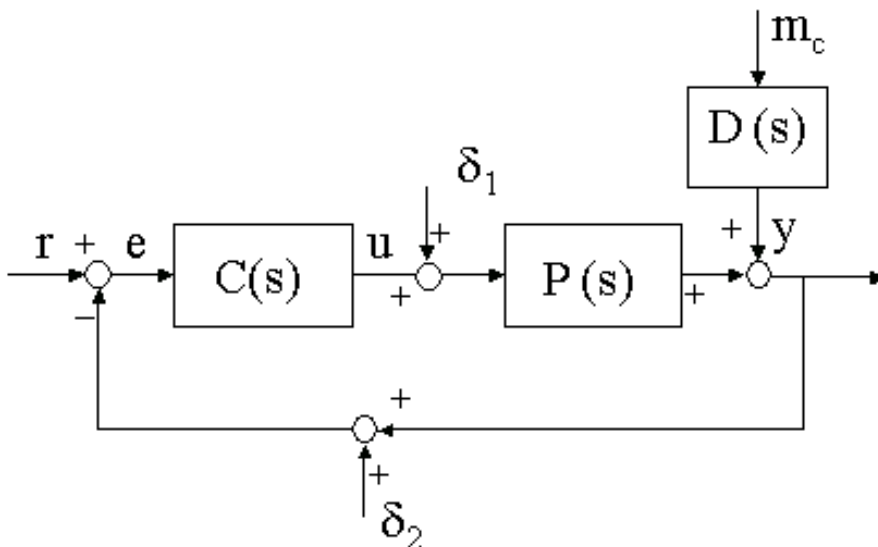 m_c
D(s)
δ_1
r + e
C(s)
u
+
+
P(s)
+
+ y
−
+
+
δ_2